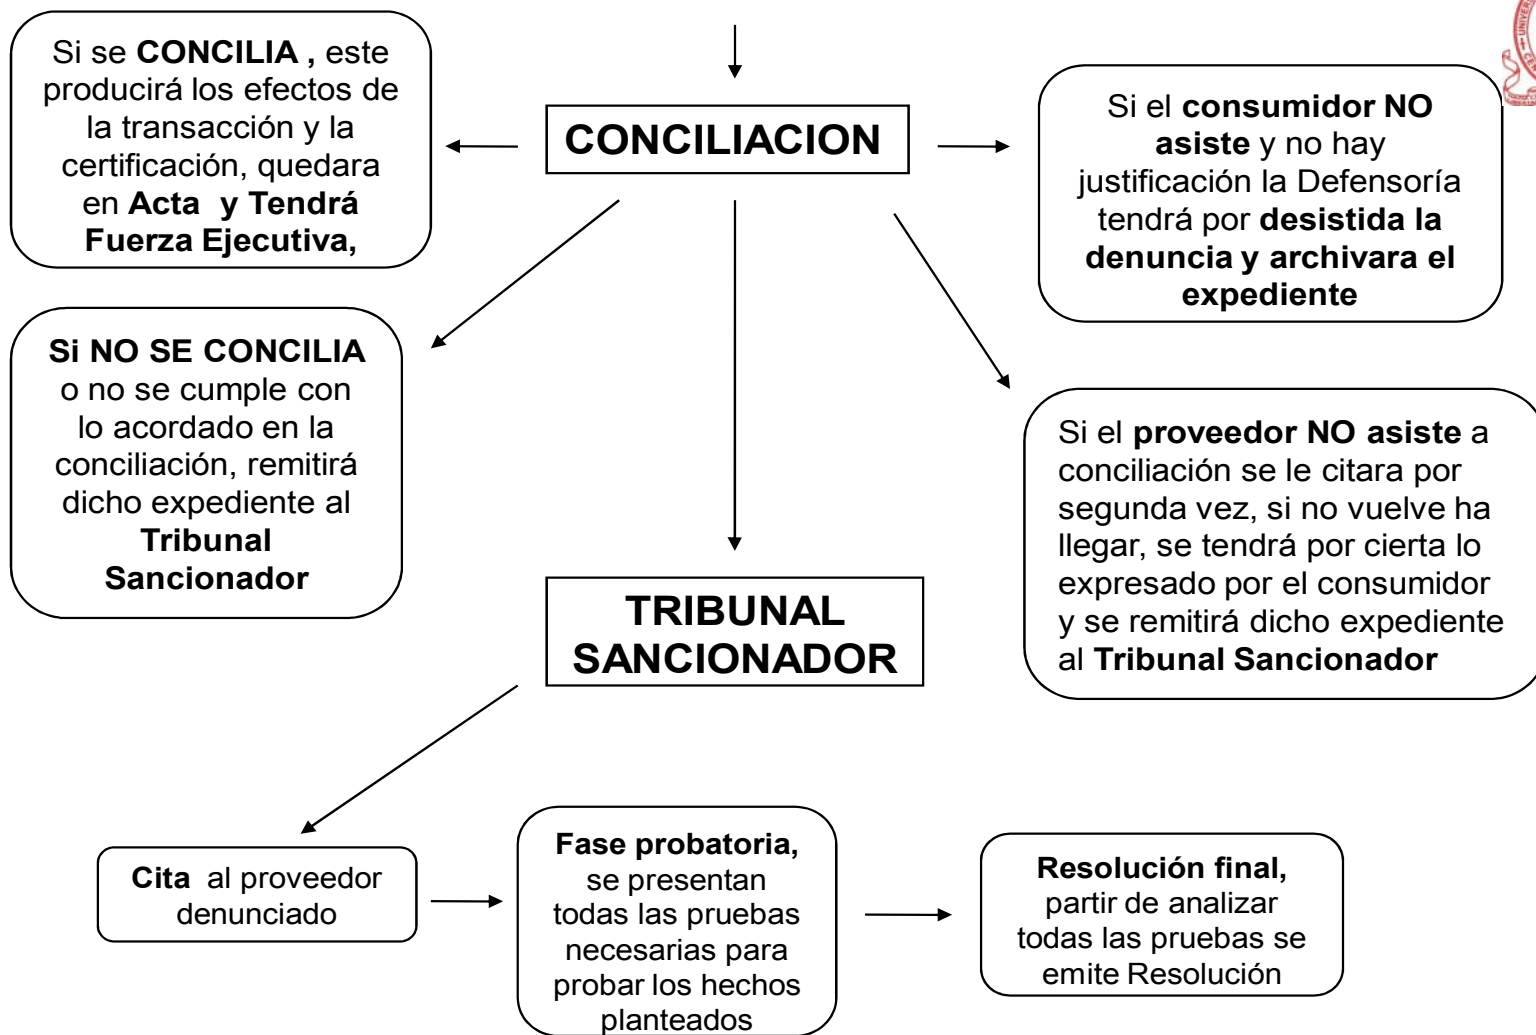 Si se CONCILIA , este
producirá los efectos de
la transacción y la
certificación, quedara
en Acta y Tendrá
Fuerza Ejecutiva,
CONCILIACION
Si el consumidor NO
asiste y no hay
justificación la Defensoría
tendrá por desistida la
denuncia y archivara el
expediente
Si NO SE CONCILIA
o no se cumple con
lo acordado en la
conciliación, remitirá
dicho expediente al
Tribunal
Sancionador
Si el proveedor NO asiste a
conciliación se le citara por
segunda vez, si no vuelve ha
llegar, se tendrá por cierta lo
expresado por el consumidor
y se remitirá dicho expediente
al Tribunal Sancionador
TRIBUNAL
SANCIONADOR
Cita al proveedor
denunciado
Fase probatoria,
se presentan
todas las pruebas
necesarias para
probar los hechos
planteados
Resolución final,
partir de analizar
todas las pruebas se
emite Resolución